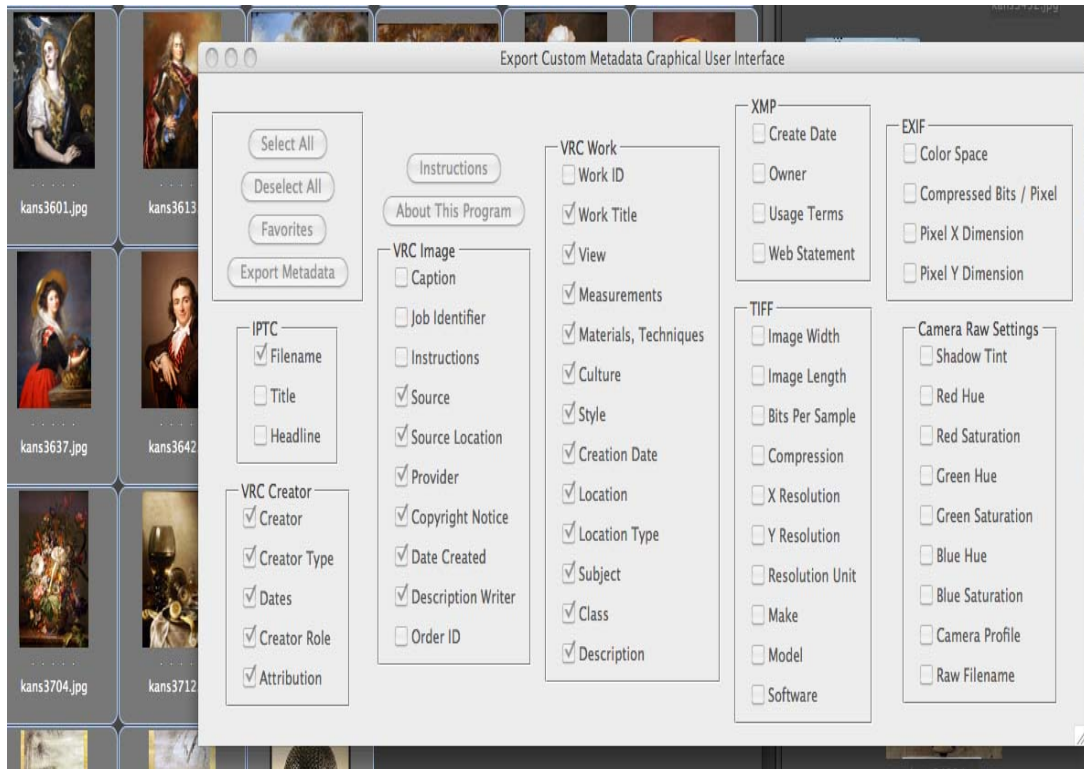 kans3452.jpg
Export Custom Metadata Graphical User Interface
kans3601.jpg
kans3613
kans3637.jpg
kans3642
kans3704.jpg
kans3712
Select All
Deselect All
Favorites
Export Metadata
Instructions
About This Program
IPTC
Filename
Title
Headline
VRC Creator
Creator
Creator Type
Dates
Creator Role
Attribution
VRC Image
Caption
Job Identifier
Instructions
Source
Source Location
Provider
Copyright Notice
Date Created
Description Writer
Order ID
VRC Work
Work ID
Work Title
View
Measurements
Materials, Techniques
Culture
Style
Creation Date
Location
Location Type
Subject
Class
Description
XMP
Create Date
Owner
Usage Terms
Web Statement
TIFF
Image Width
Image Length
Bits Per Sample
Compression
X Resolution
Y Resolution
Resolution Unit
Make
Model
Software
EXIF
Color Space
Compressed Bits / Pixel
Pixel X Dimension
Pixel Y Dimension
Camera Raw Settings
Shadow Tint
Red Hue
Red Saturation
Green Hue
Green Saturation
Blue Hue
Blue Saturation
Camera Profile
Raw Filename